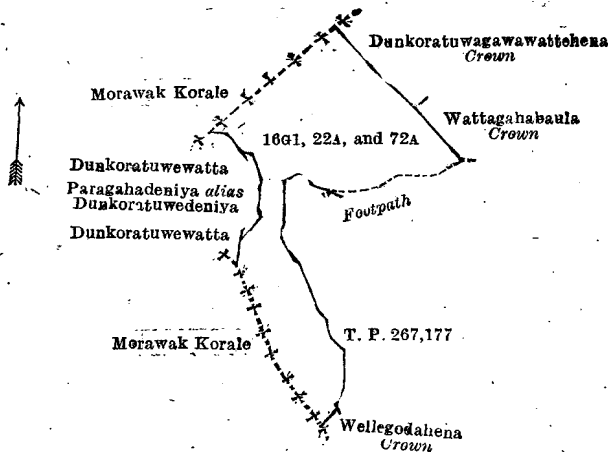 Dunkoratuwagawawattehena
Crown
Morawak Korale
Wattagahabaula
Crown
16G1, 22A, and 72A
Dunkoratuwewatta
Paragahadeniya alias
Dunkoratuwedeniya
Footpath
Dunkoratuwewatta
T. P. 267,177
Morawak Korale
Wellegodahena
Crown